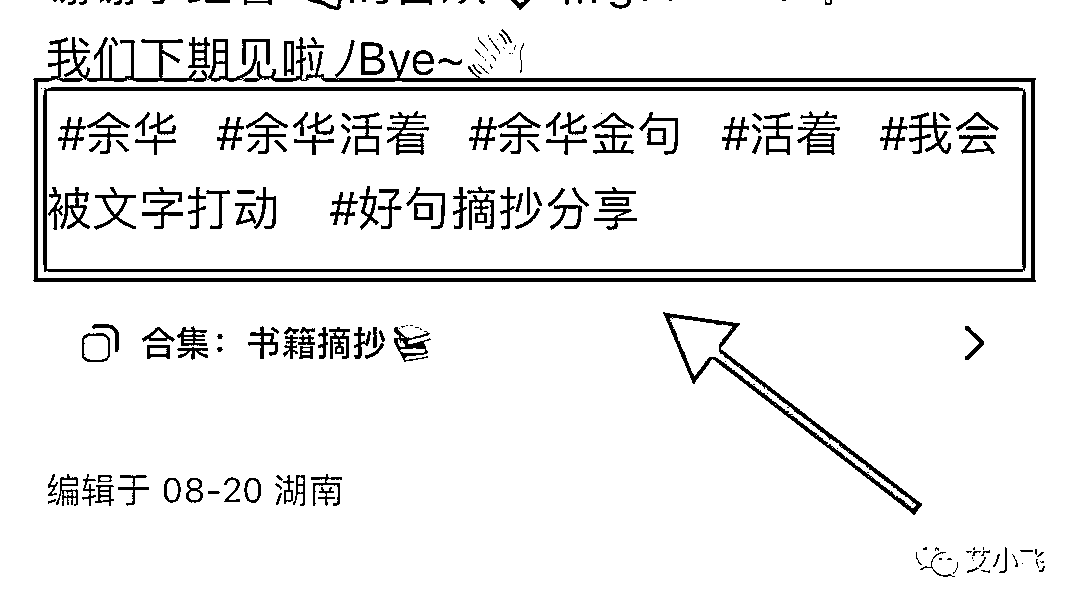 我们下期见啦ノBye~👋
#余华 #余华活着 #余华金句 #活着 #我会
被文字打动 #好句摘抄分享
合集：书籍摘抄📚
编辑于 08-20 湖南
艾小飞